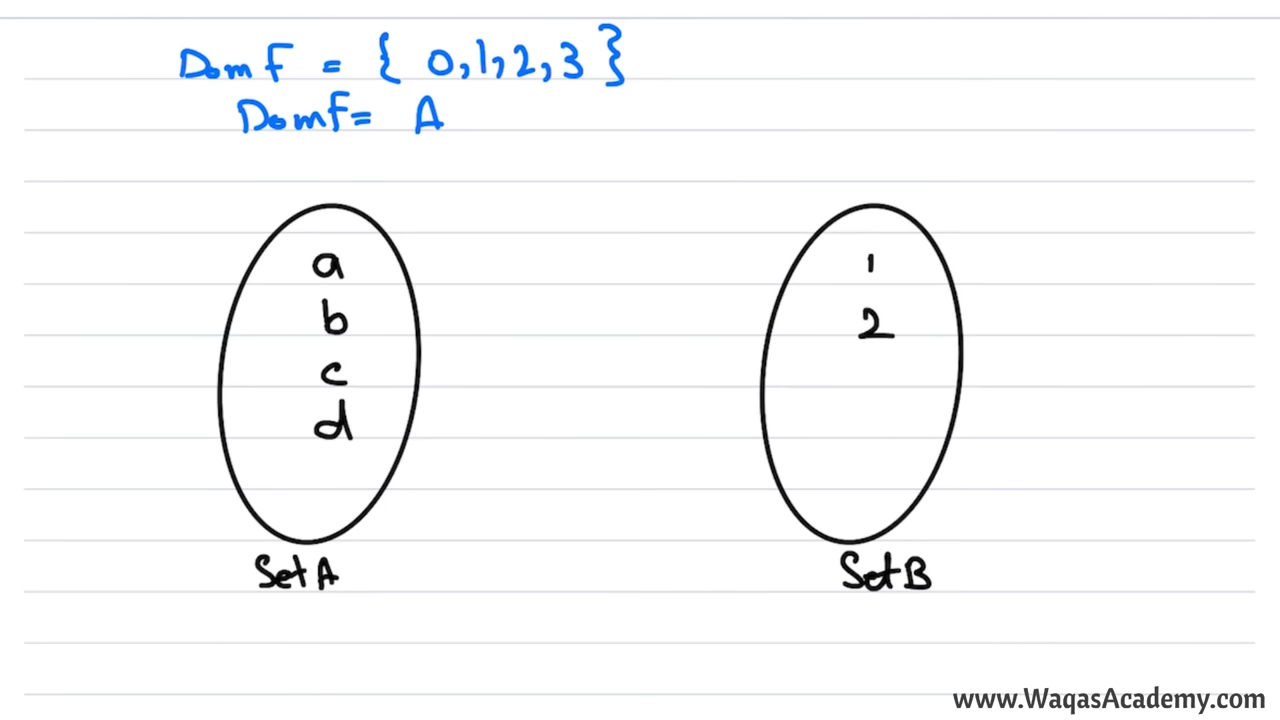 Dom f = { 0,1,2,3 }
Dom f = A
a
b
c
d
1
2
Set A
Set B
www.WaqasAcademy.com